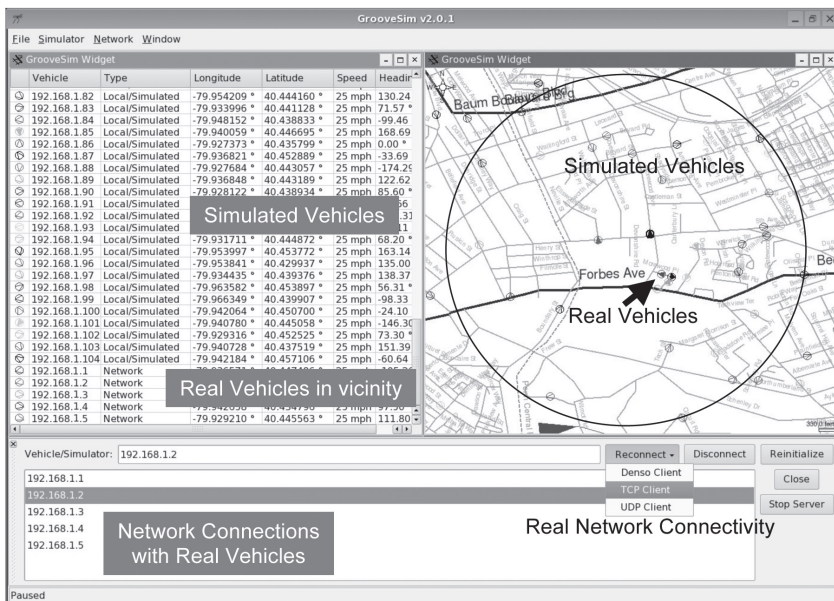 GrooveSim v2.0.1
File Simulator Network Window
GrooveSim Widget
Vehicle Type Longitude Latitude Speed Headin
192.168.1.82 Local/Simulated -79.954209 ° 40.444160 ° 25 mph 130.24
192.168.1.83 Local/Simulated -79.933996 ° 40.441128 ° 25 mph 71.57 °
192.168.1.84 Local/Simulated -79.948152 ° 40.438833 ° 25 mph -99.46
192.168.1.85 Local/Simulated -79.940059 ° 40.446695 ° 25 mph 168.69
192.168.1.86 Local/Simulated -79.927373 ° 40.435799 ° 25 mph 0.00 °
192.168.1.87 Local/Simulated -79.936821 ° 40.452889 ° 25 mph -33.69
192.168.1.88 Local/Simulated -79.927684 ° 40.443057 ° 25 mph -174.29
192.168.1.89 Local/Simulated -79.936848 ° 40.443189 ° 25 mph 122.62
192.168.1.90 Local/Simulated -79.928122 ° 40.438934 ° 25 mph 85.60 °
192.168.1.91 Local/Simulated
192.168.1.92 Local/Simulated
192.168.1.93 Local/Simulated
Simulated Vehicles
192.168.1.94 Local/Simulated -79.931711 ° 40.444872 ° 25 mph 68.20 °
192.168.1.95 Local/Simulated -79.953997 ° 40.453772 ° 25 mph 163.14
192.168.1.96 Local/Simulated -79.953841 ° 40.429937 ° 25 mph 135.00
192.168.1.97 Local/Simulated -79.934435 ° 40.439376 ° 25 mph 138.37
192.168.1.98 Local/Simulated -79.963582 ° 40.453897 ° 25 mph 56.31 °
192.168.1.99 Local/Simulated -79.966349 ° 40.439907 ° 25 mph -98.33
192.168.1.100 Local/Simulated -79.942064 ° 40.450700 ° 25 mph -24.10
192.168.1.101 Local/Simulated -79.940780 ° 40.445058 ° 25 mph -146.30
192.168.1.102 Local/Simulated -79.929316 ° 40.452525 ° 25 mph 73.30 °
192.168.1.103 Local/Simulated -79.940728 ° 40.437519 ° 25 mph 151.39
192.168.1.104 Local/Simulated -79.942184 ° 40.457106 ° 25 mph -60.64
192.168.1.1 Network
192.168.1.2 Network
192.168.1.3 Network
Real Vehicles in vicinity
192.168.1.4 Network
192.168.1.5 Network -79.929210 ° 40.445563 ° 25 mph 111.80
GrooveSim Widget
Baum Boulevard
Simulated Vehicles
Forbes Ave
Real Vehicles
Vehicle/Simulator: 192.168.1.2
Reconnect Disconnect Reinitialize
Denso Client
TCP Client
UDP Client
Close
Stop Server
192.168.1.1
192.168.1.2
192.168.1.3
192.168.1.4
192.168.1.5
Network Connections
with Real Vehicles
Real Network Connectivity
Paused